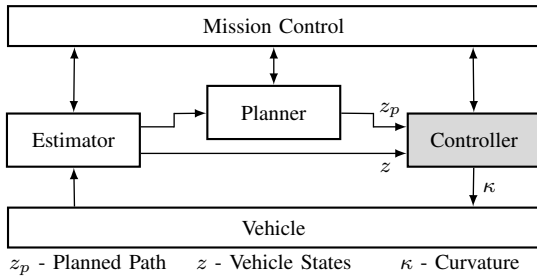 Mission Control
Planner
z_p
Estimator
Controller
z
κ
Vehicle
z_p - Planned Path z - Vehicle States κ - Curvature